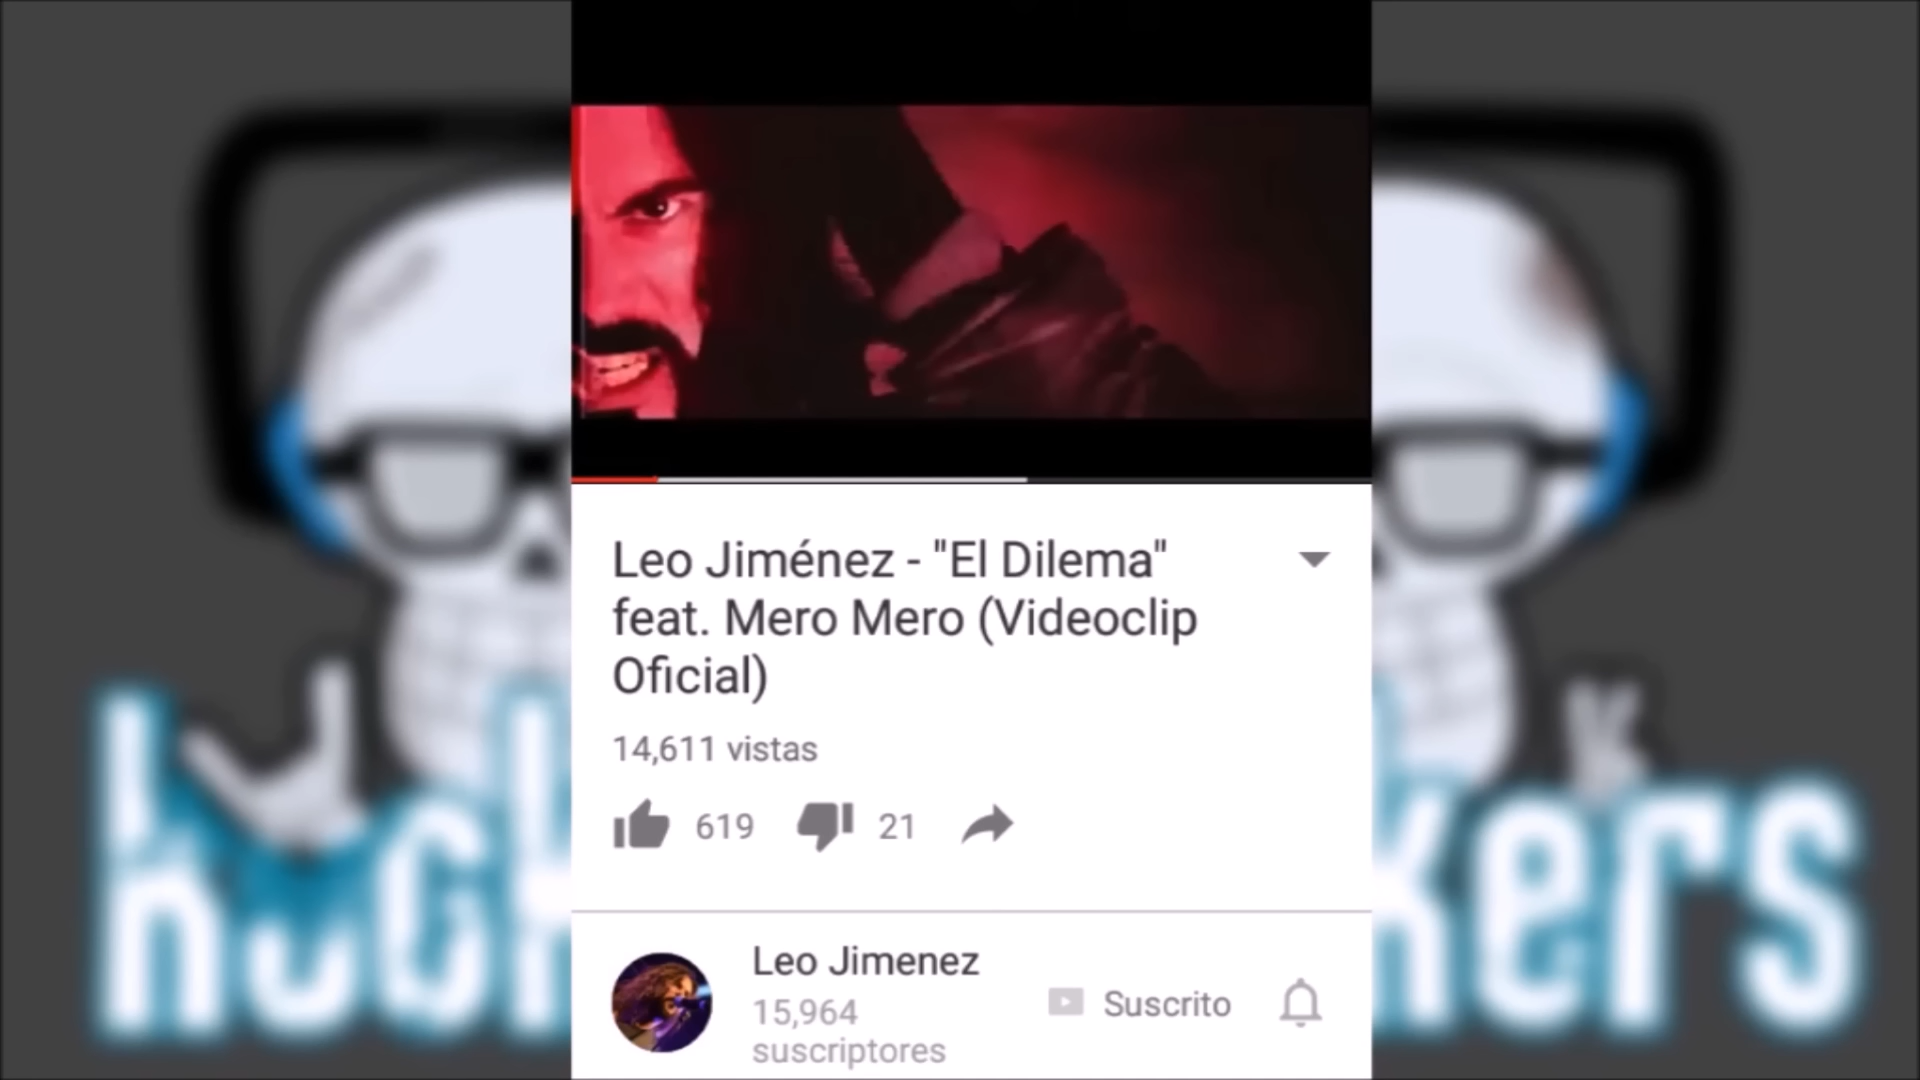 Leo Jiménez - "El Dilema"
feat. Mero Mero (Videoclip
Oficial)
14,611 vistas
619 21
Leo Jimenez
15,964
suscriptores
Suscrito